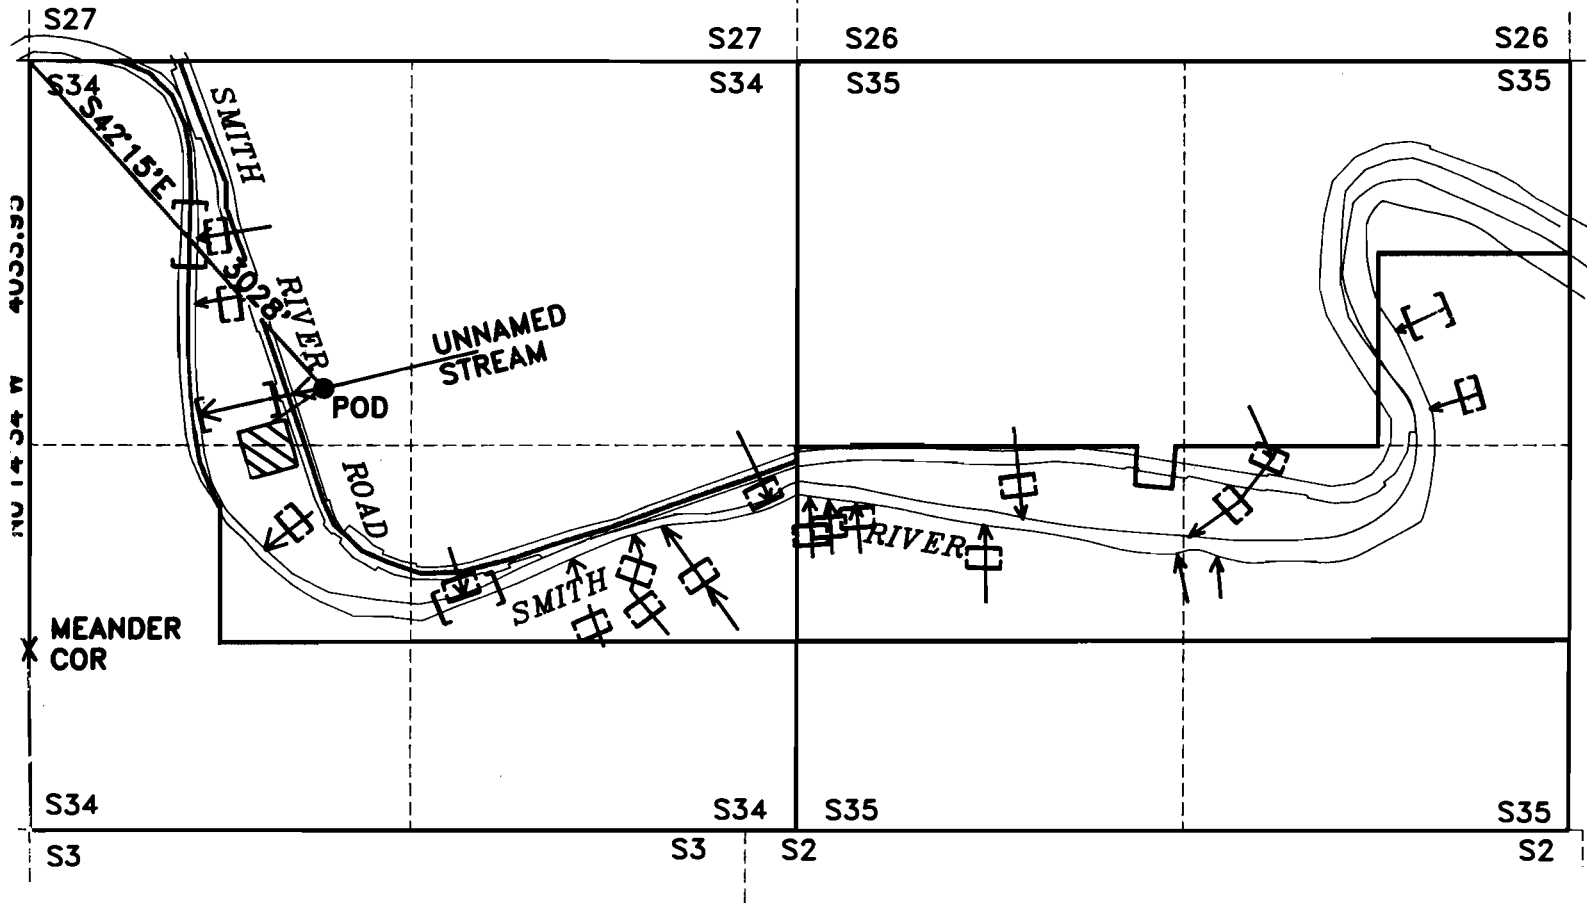 S27
S27
S26
S26
S34
S34
S35
S35
SMITH
S42°15'E
3028'
RIVER
UNNAMED
STREAM
POD
ROAD
RIVER
SMITH
MEANDER
COR
S34
S34
S35
S35
S3
S3
S2
S2